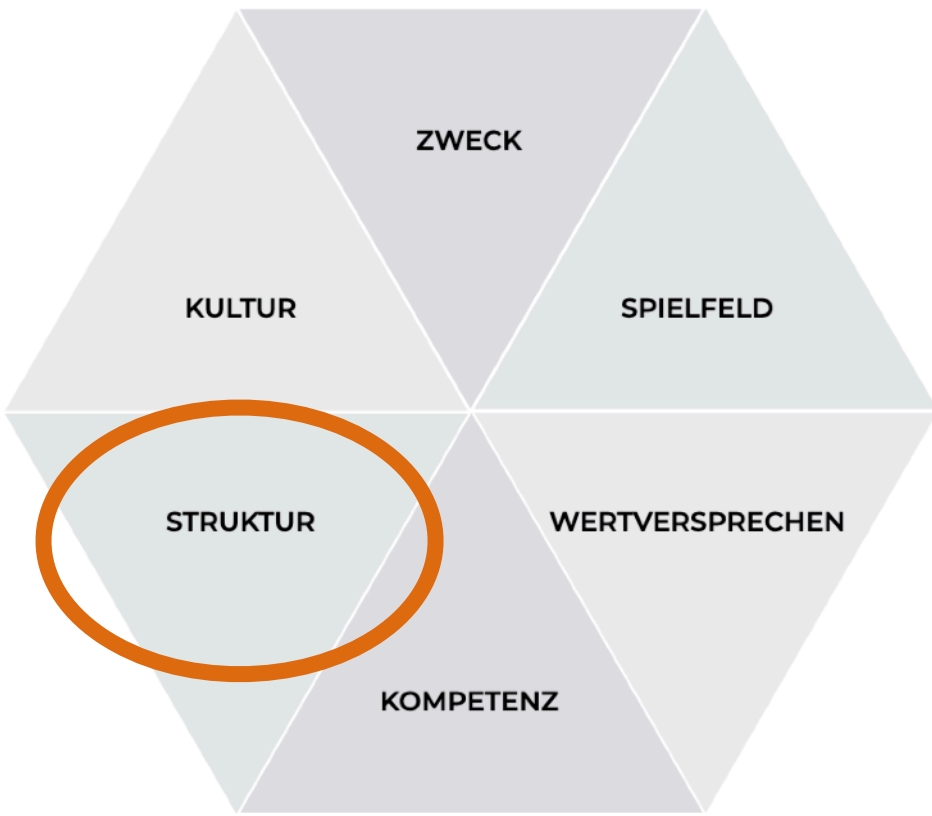 ZWECK
KULTUR
SPIELFELD
STRUKTUR
WERTVERSPRECHEN
KOMPETENZ